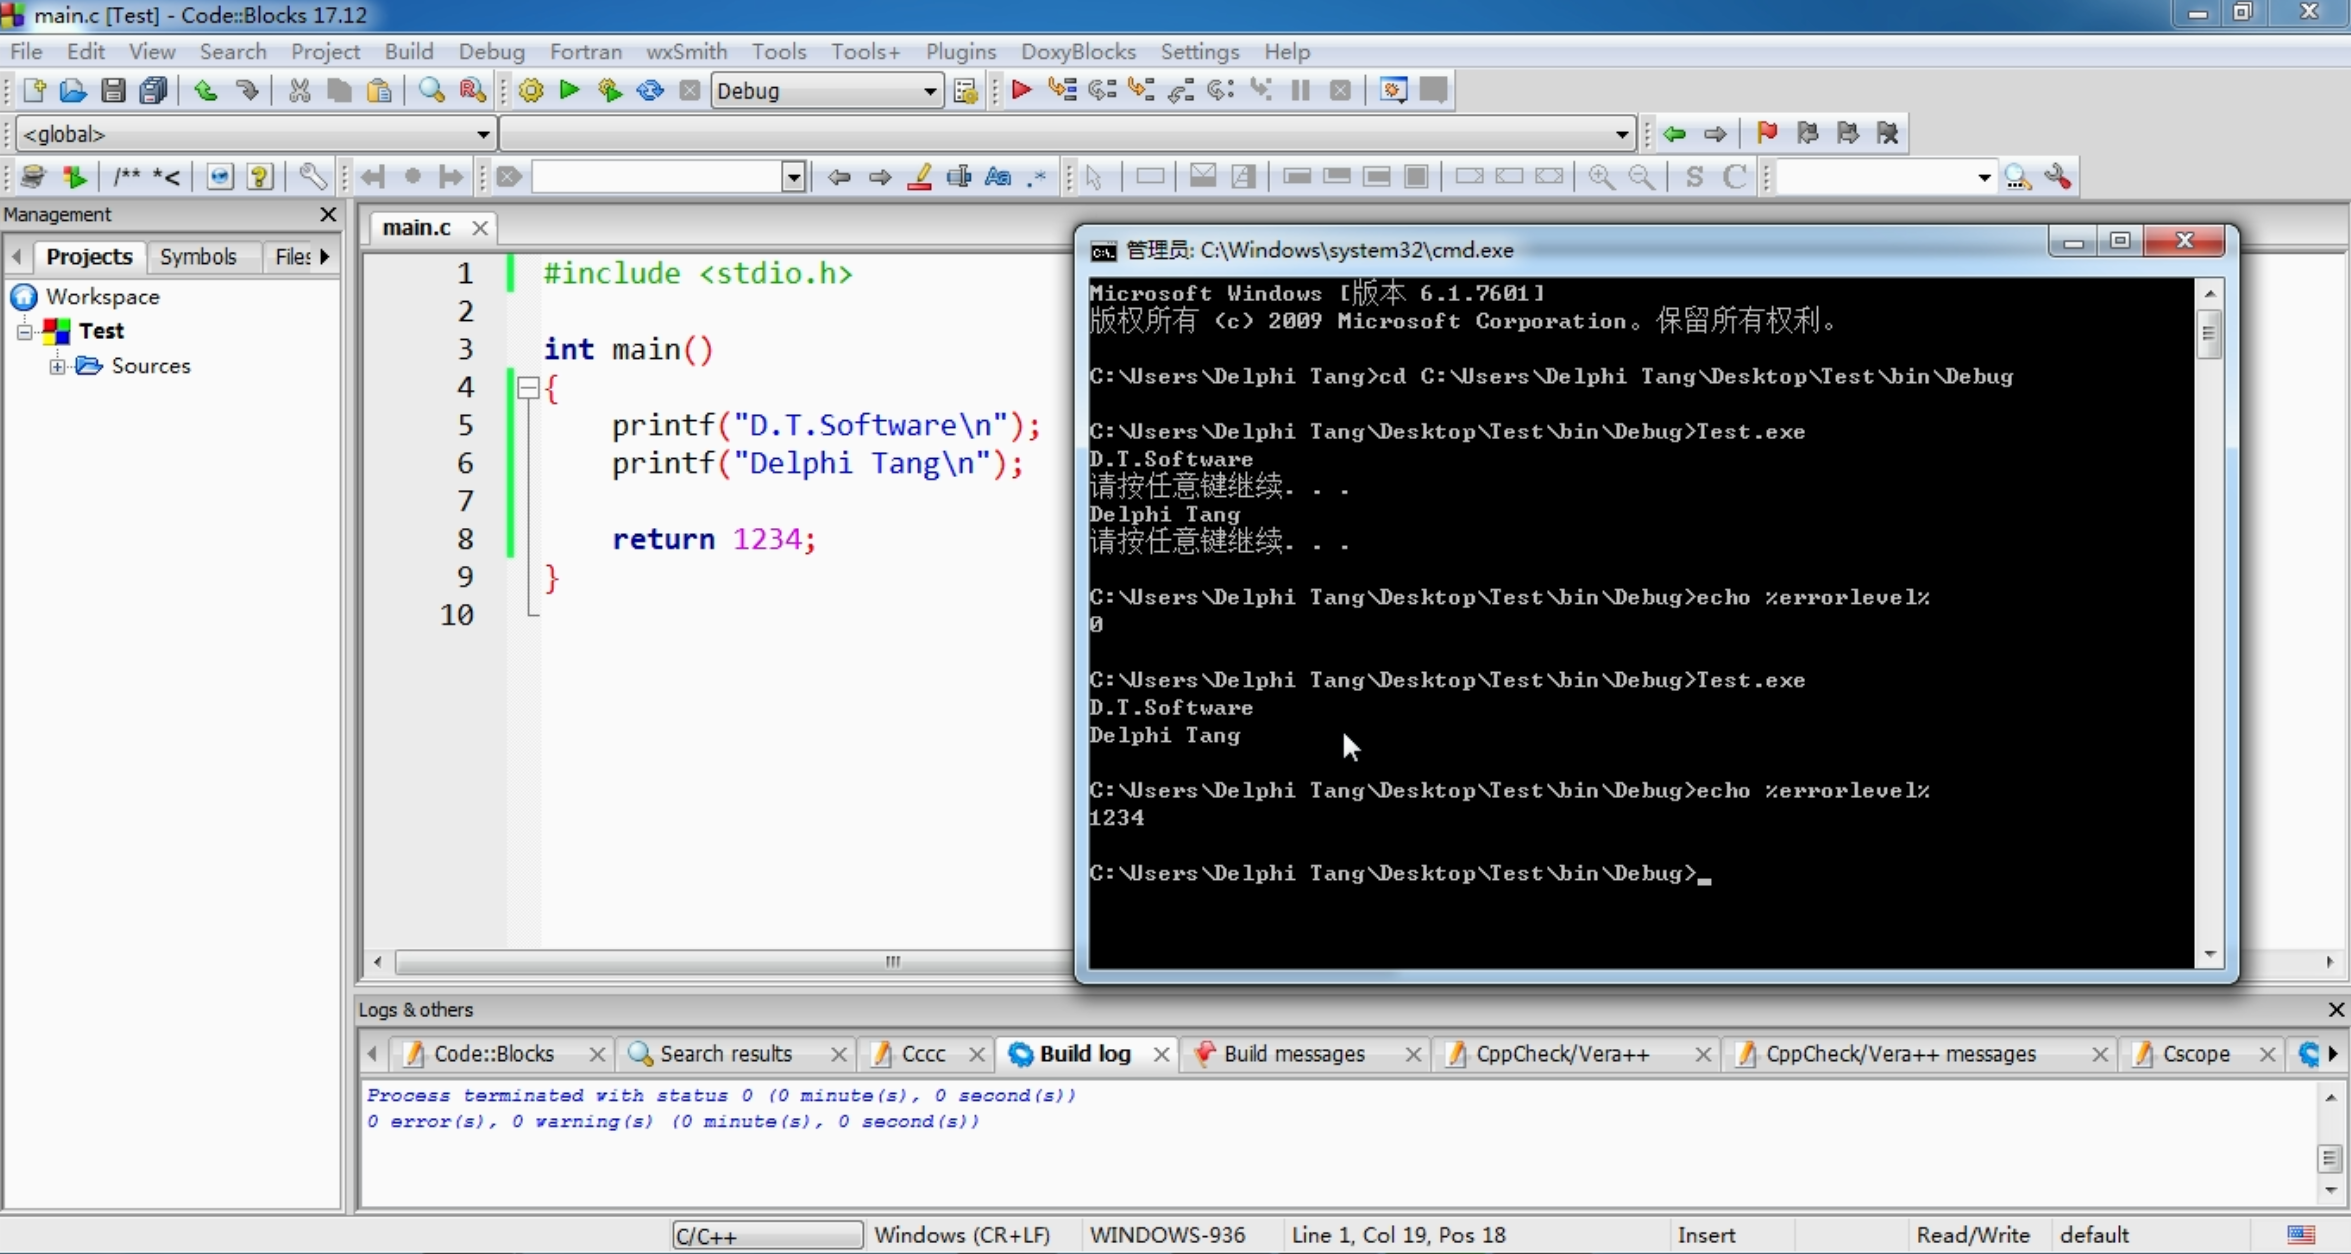 main.c [Test] - Code::Blocks 17.12
File Edit View Search Project Build Debug Fortran wxSmith Tools Tools+ Plugins DoxyBlocks Settings Help
Debug
<global>
/** *<
S C
Management
Projects Symbols Files
Workspace
Test
Sources
main.c
1 #include <stdio.h>
2
3 int main()
4 {
5 printf("D.T.Software\n");
6 printf("Delphi Tang\n");
7
8 return 1234;
9 }
10
管理员: C:\Windows\system32\cmd.exe
Microsoft Windows [版本 6.1.7601]
版权所有 (c) 2009 Microsoft Corporation。保留所有权利。
C:\Users\Delphi Tang>cd C:\Users\Delphi Tang\Desktop\Test\bin\Debug
C:\Users\Delphi Tang\Desktop\Test\bin\Debug>Test.exe
D.T.Software
请按任意键继续. . .
Delphi Tang
请按任意键继续. . .
C:\Users\Delphi Tang\Desktop\Test\bin\Debug>echo %errorlevel%
0
C:\Users\Delphi Tang\Desktop\Test\bin\Debug>Test.exe
D.T.Software
Delphi Tang
C:\Users\Delphi Tang\Desktop\Test\bin\Debug>echo %errorlevel%
1234
C:\Users\Delphi Tang\Desktop\Test\bin\Debug>_
Logs & others
Code::Blocks Search results Cccc Build log Build messages CppCheck/Vera++ CppCheck/Vera++ messages Cscope
Process terminated with status 0 (0 minute(s), 0 second(s))
0 error(s), 0 warning(s) (0 minute(s), 0 second(s))
C/C++ Windows (CR+LF) WINDOWS-936 Line 1, Col 19, Pos 18 Insert Read/Write default